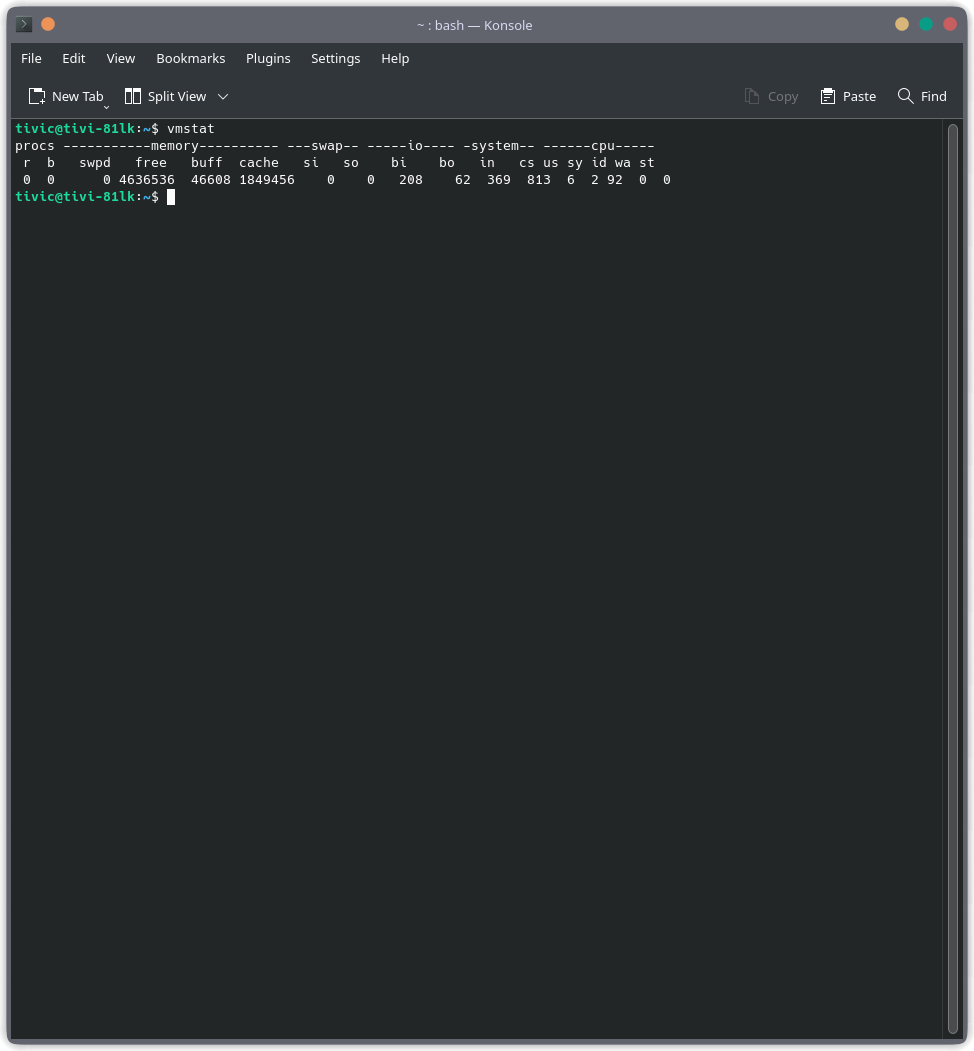 ~ : bash — Konsole
File Edit View Bookmarks Plugins Settings Help
New Tab Split View Copy Paste Find
tivic@tivi-81lk:~$ vmstat
procs -----------memory---------- ---swap-- -----io---- -system-- ------cpu-----
 r  b   swpd   free   buff  cache   si   so    bi    bo   in   cs us sy id wa st
 0  0      0 4636536  46608 1849456    0    0   208    62  369  813  6  2 92  0  0
tivic@tivi-81lk:~$